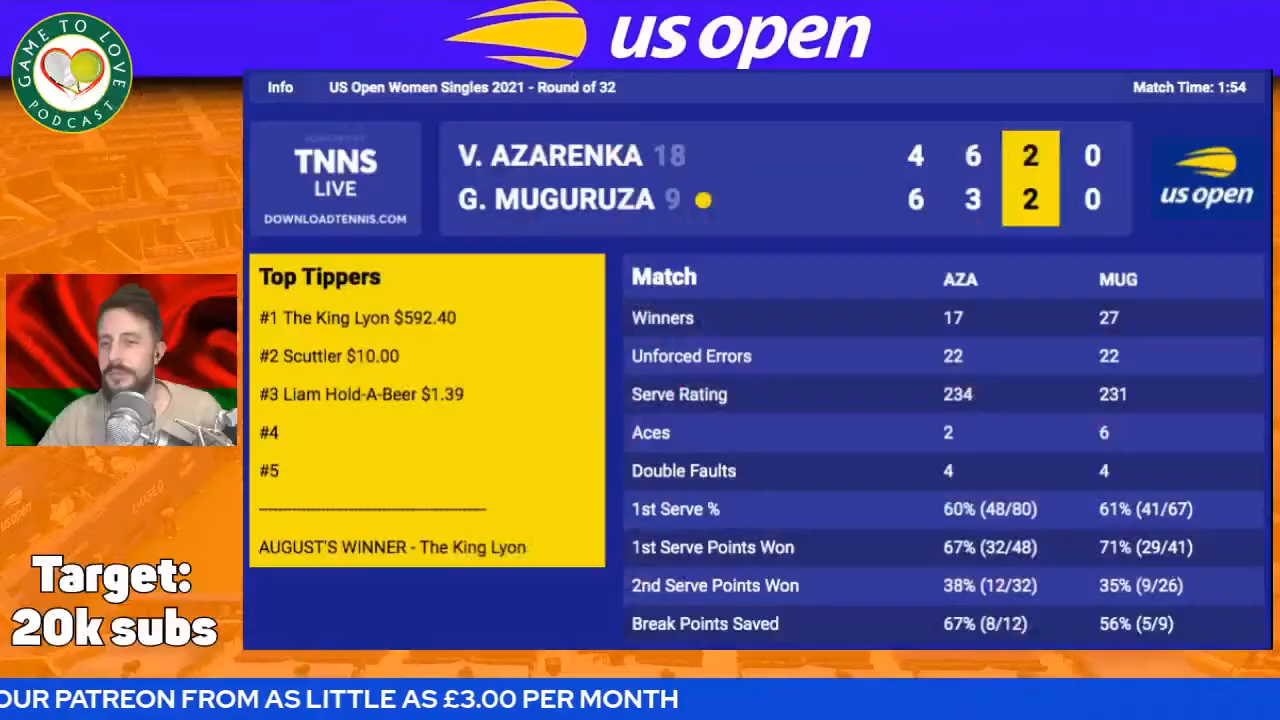 GAME TO LOVE
PODCAST
us open
Info US Open Women Singles 2021 - Round of 32 Match Time: 1:54
TNNS
LIVE
DOWNLOADTENNIS.COM
V. AZARENKA 18 4 6 2 0
G. MUGURUZA 9 6 3 2 0
us open
Top Tippers
#1 The King Lyon $592.40
#2 Scuttler $10.00
#3 Liam Hold-A-Beer $1.39
#4
#5
AUGUST'S WINNER - The King Lyon
Match AZA MUG
Winners 17 27
Unforced Errors 22 22
Serve Rating 234 231
Aces 2 6
Double Faults 4 4
1st Serve % 60% (48/80) 61% (41/67)
1st Serve Points Won 67% (32/48) 71% (29/41)
2nd Serve Points Won 38% (12/32) 35% (9/26)
Break Points Saved 67% (8/12) 56% (5/9)
Target:
20k subs
OUR PATREON FROM AS LITTLE AS £3.00 PER MONTH